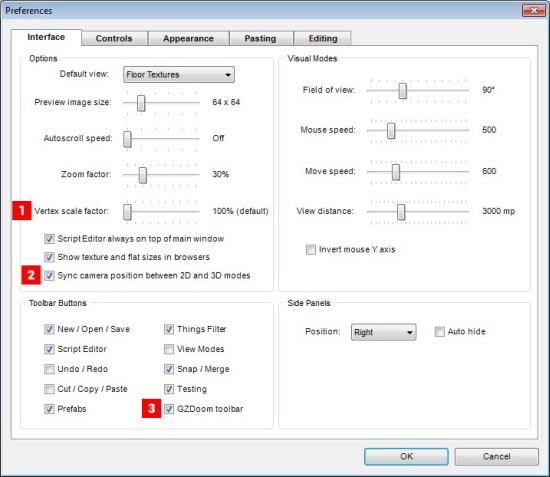 Preferences
Interface Controls Appearance Pasting Editing
Options
Default view: Floor Textures
Preview image size: 64 x 64
Autoscroll speed: Off
Zoom factor: 30%
1 Vertex scale factor: 100% (default)
Script Editor always on top of main window
Show texture and flat sizes in browsers
2 Sync camera position between 2D and 3D modes
Visual Modes
Field of view: 90°
Mouse speed: 500
Move speed: 600
View distance: 3000 mp
Invert mouse Y axis
Toolbar Buttons
New / Open / Save Things Filter
Script Editor View Modes
Undo / Redo Snap / Merge
Cut / Copy / Paste Testing
Prefabs 3 GZDoom toolbar
Side Panels
Position: Right Auto hide
OK Cancel